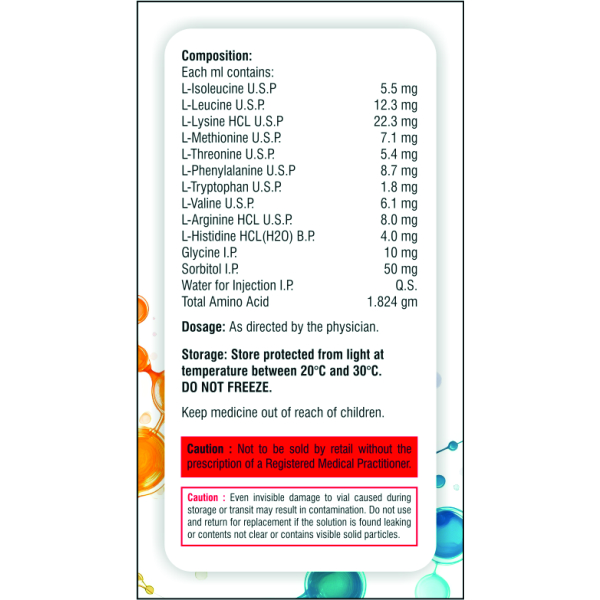 Composition:
Each ml contains:
L-Isoleucine U.S.P 5.5 mg
L-Leucine U.S.P. 12.3 mg
L-Lysine HCL U.S.P 22.3 mg
L-Methionine U.S.P. 7.1 mg
L-Threonine U.S.P. 5.4 mg
L-Phenylalanine U.S.P 8.7 mg
L-Tryptophan U.S.P. 1.8 mg
L-Valine U.S.P. 6.1 mg
L-Arginine HCL U.S.P. 8.0 mg
L-Histidine HCL(H2O) B.P. 4.0 mg
Glycine I.P. 10 mg
Sorbitol I.P. 50 mg
Water for Injection I.P. Q.S.
Total Amino Acid 1.824 gm
Dosage: As directed by the physician.
Storage: Store protected from light at
temperature between 20°C and 30°C.
DO NOT FREEZE.
Keep medicine out of reach of children.
Caution : Not to be sold by retail without the
prescription of a Registered Medical Practitioner.
Caution : Even invisible damage to vial caused during
storage or transit may result in contamination. Do not use
and return for replacement if the solution is found leaking
or contents not clear or contains visible solid particles.